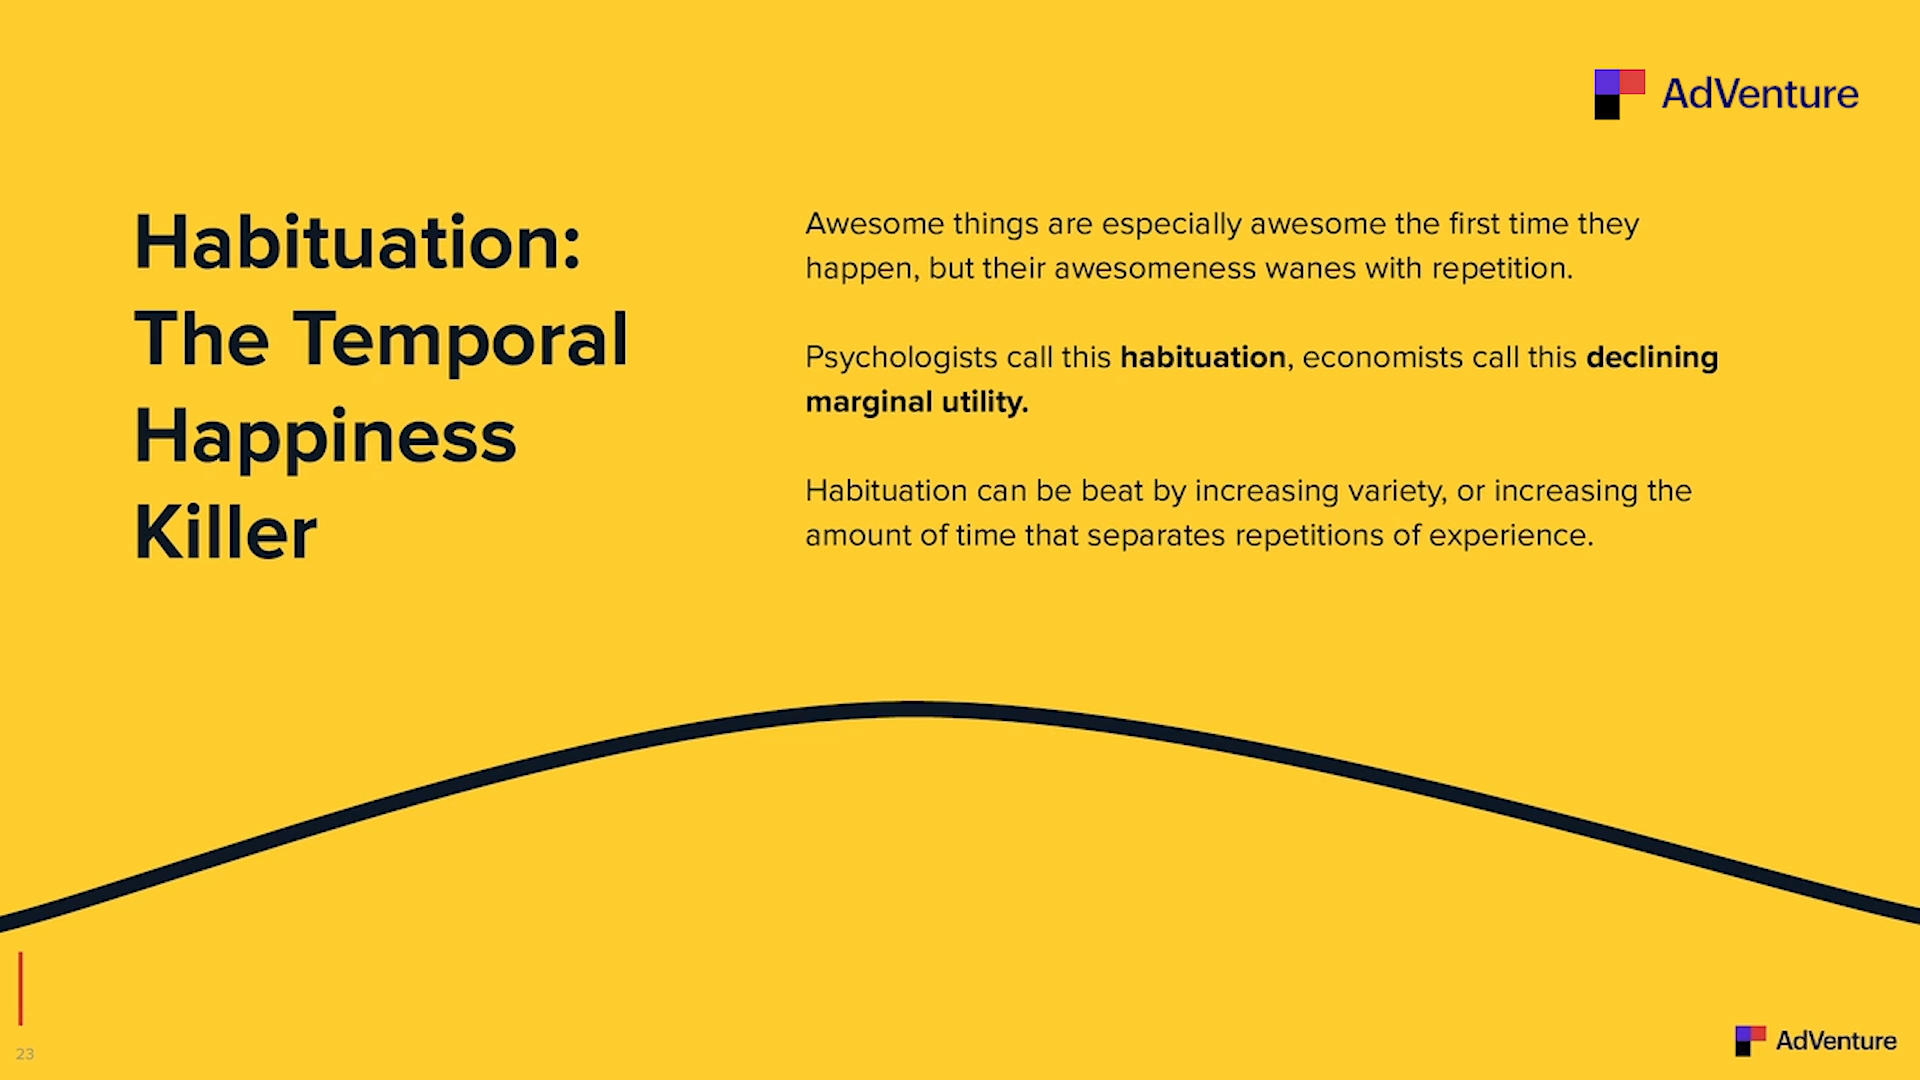 AdVenture
Habituation:
The Temporal
Happiness
Killer
Awesome things are especially awesome the first time they
happen, but their awesomeness wanes with repetition.
Psychologists call this habituation, economists call this declining
marginal utility.
Habituation can be beat by increasing variety, or increasing the
amount of time that separates repetitions of experience.
23
AdVenture